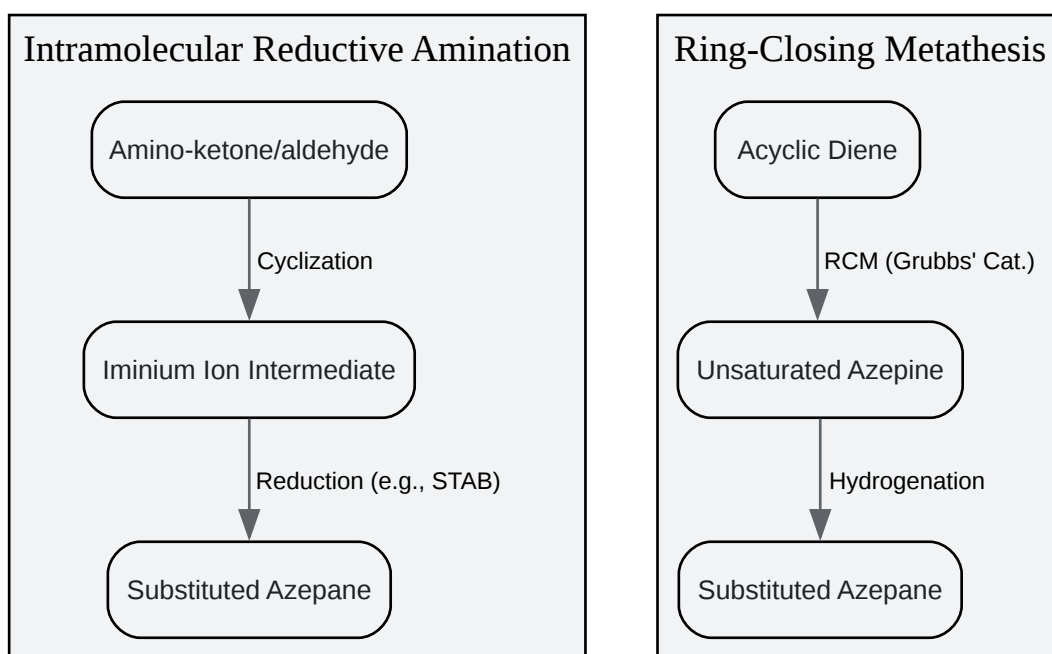 Intramolecular Reductive Amination
Amino-ketone/aldehyde
Cyclization
Iminium Ion Intermediate
Reduction (e.g., STAB)
Substituted Azepane
Ring-Closing Metathesis
Acyclic Diene
RCM (Grubbs' Cat.)
Unsaturated Azepine
Hydrogenation
Substituted Azepane